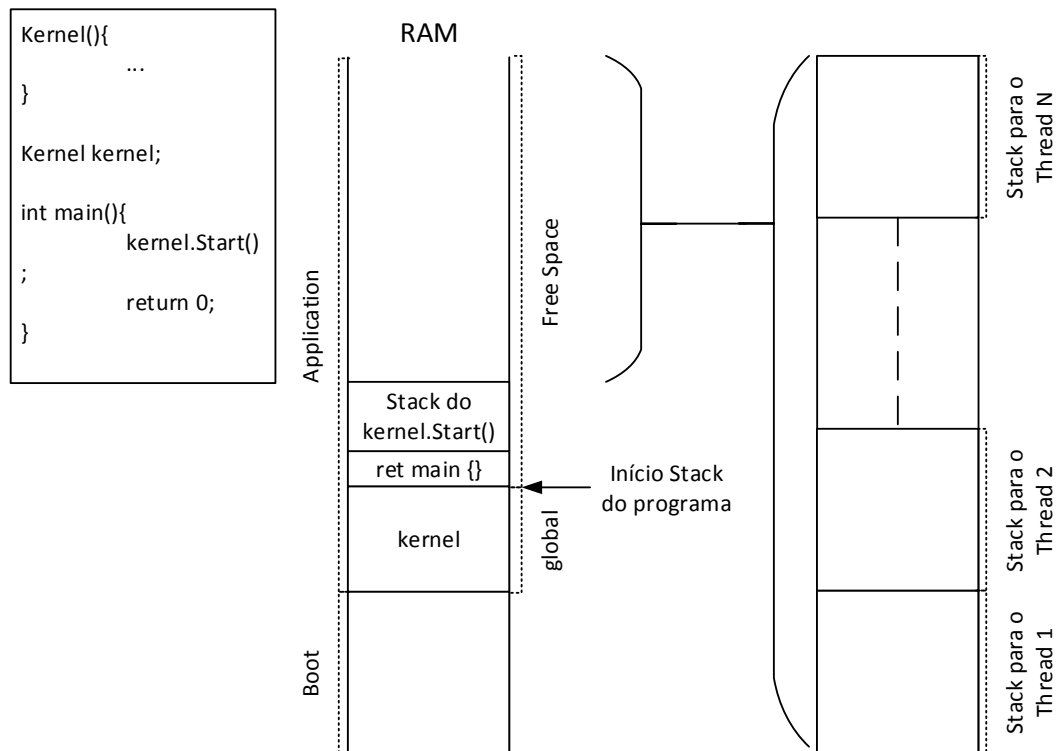 Kernel(){
...
}
Kernel kernel;
int main(){
kernel.Start()
;
return 0;
}
RAM
Application
Boot
Stack do
kernel.Start()
ret main {}
kernel
Free Space
global
Início Stack
do programa
Stack para o
Thread N
Stack para o
Thread 2
Stack para o
Thread 1